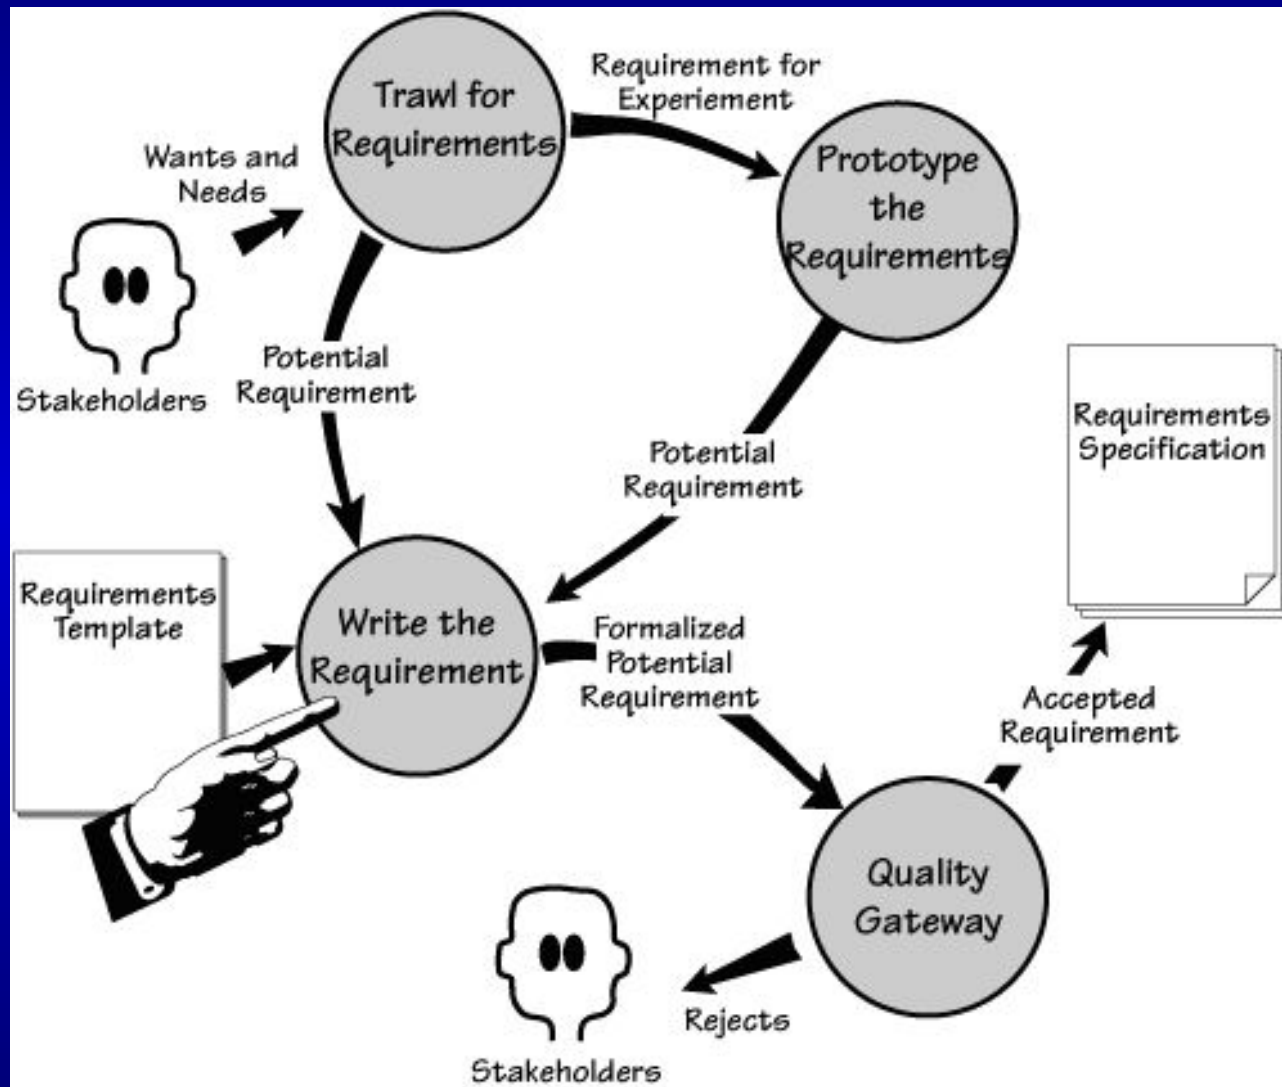 Trawl for
Requirements
Requirement for
Experiement
Wants and
Needs
Prototype
the
Requirements
Stakeholders
Potential
Requirement
Potential
Requirement
Requirements
Specification
Requirements
Template
Write the
Requirement
Formalized
Potential
Requirement
Accepted
Requirement
Quality
Gateway
Rejects
Stakeholders